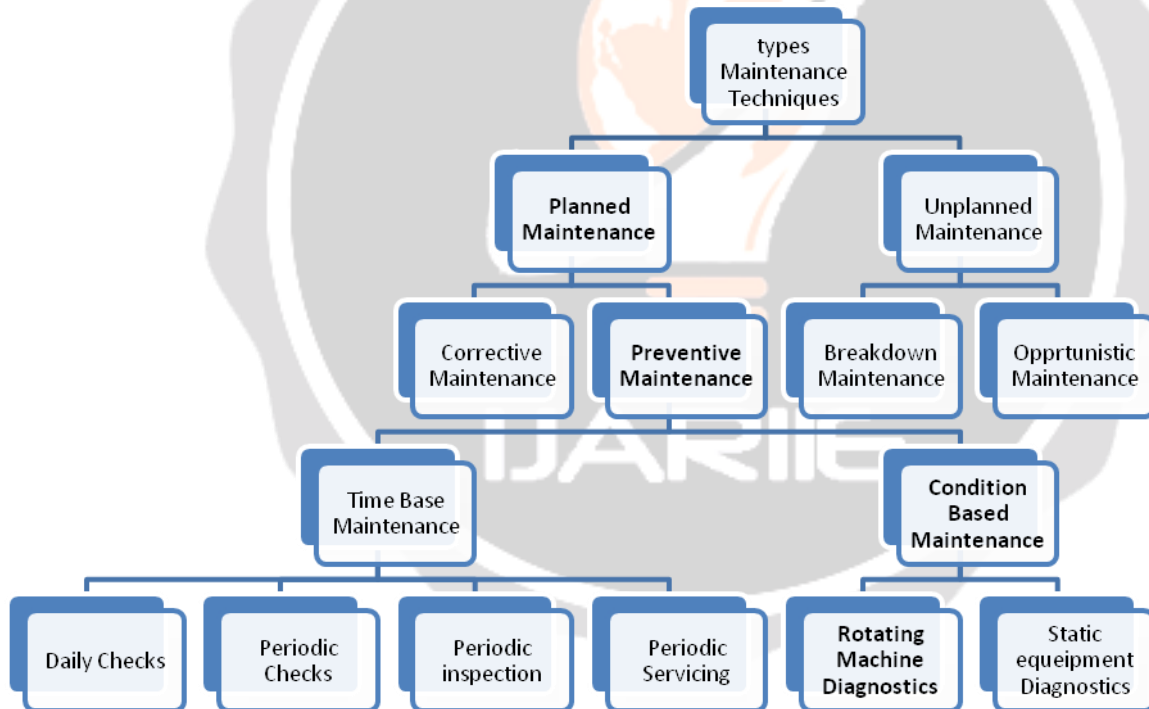 types
Maintenance
Techniques
Planned
Maintenance
Unplanned
Maintenance
Corrective
Maintenance
Preventive
Maintenance
Breakdown
Maintenance
Opprtunistic
Maintenance
IJARIIE
Time Base
Maintenance
Condition
Based
Maintenance
Daily Checks
Periodic
Checks
Periodic
inspection
Periodic
Servicing
Rotating
Machine
Diagnostics
Static
equeipment
Diagnostics